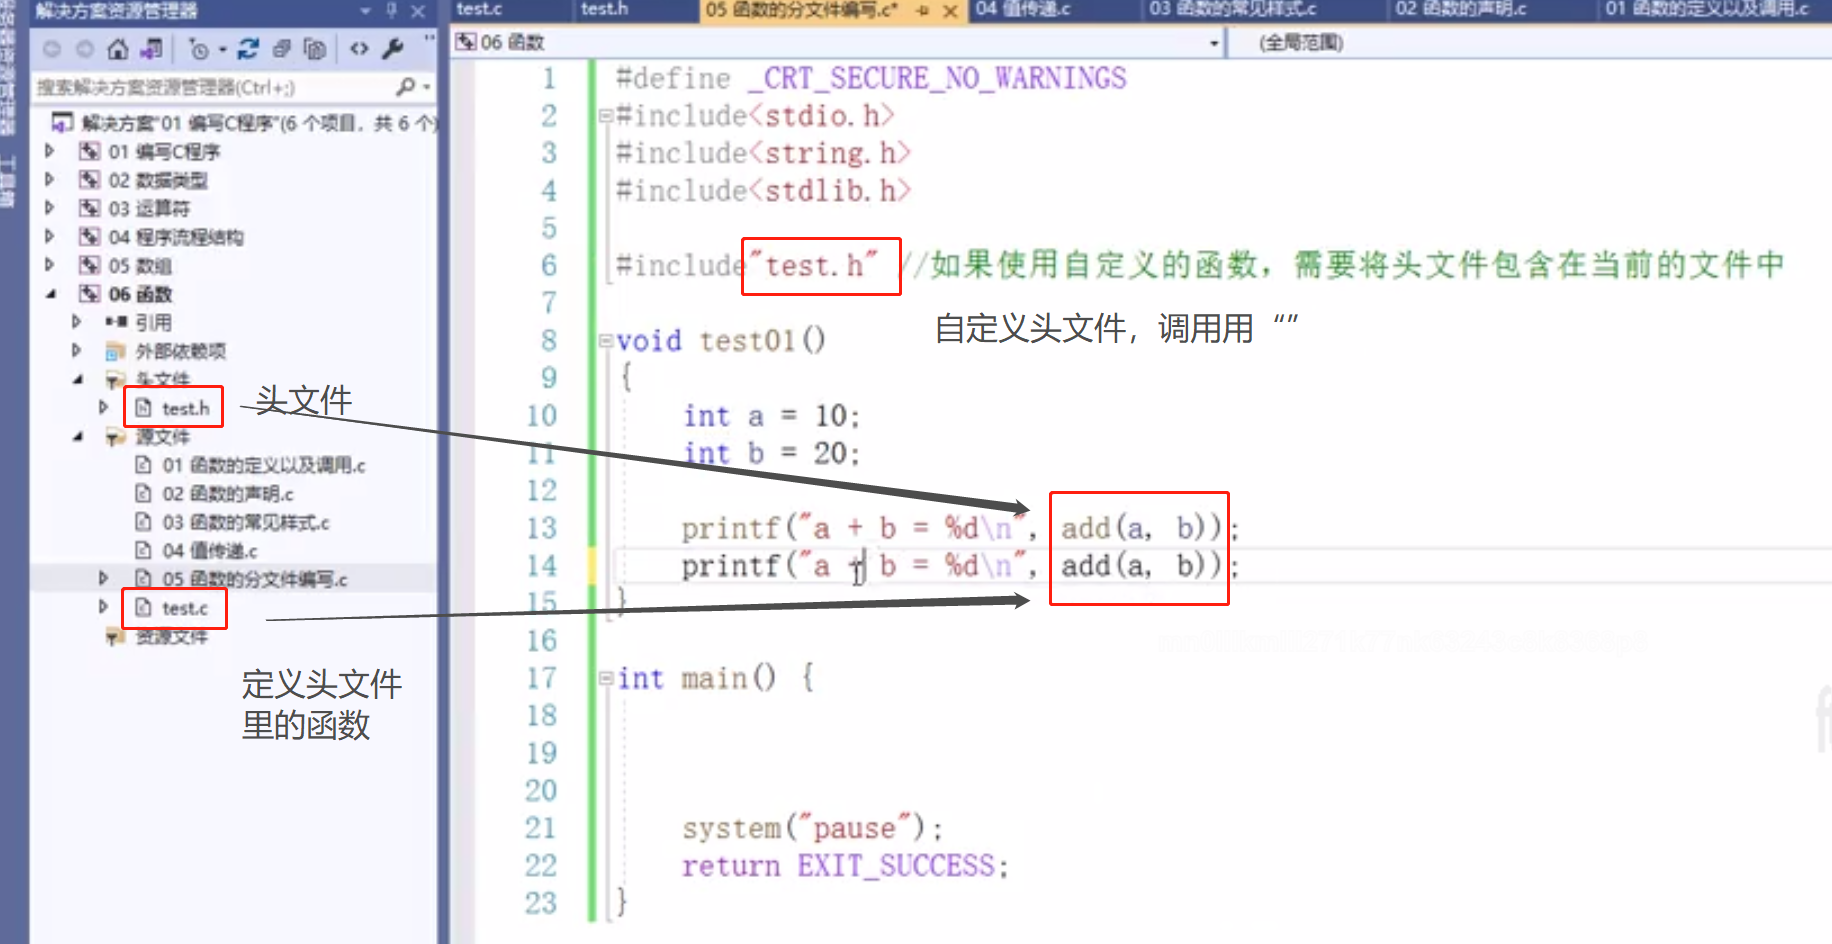 解决方案资源管理器
搜索解决方案资源管理器(Ctrl+;)
解决方案"01 编写C程序"(6 个项目，共 6 个)
01 编写C程序
02 数据类型
03 运算符
04 程序流程结构
05 数组
06 函数
引用
外部依赖项
头文件
test.h
源文件
01 函数的定义以及调用.c
02 函数的声明.c
03 函数的常见样式.c
04 值传递.c
05 函数的分文件编写.c
test.c
资源文件
头文件
定义头文件
里的函数
工具箱
test.c
test.h
05 函数的分文件编写.c*
04 值传递.c
03 函数的常见样式.c
02 函数的声明.c
01 函数的定义以及调用.c
06 函数
(全局范围)
1 #define _CRT_SECURE_NO_WARNINGS
2 #include<stdio.h>
3 #include<string.h>
4 #include<stdlib.h>
5
6 #include"test.h" //如果使用自定义的函数，需要将头文件包含在当前的文件中
7
自定义头文件，调用用“”
8 void test01()
9 {
10 int a = 10;
11 int b = 20;
12
13 printf("a + b = %d\n", add(a, b));
14 printf("a + b = %d\n", add(a, b));
15 }
16
17 int main() {
18
19
20
21 system("pause");
22 return EXIT_SUCCESS;
23 }